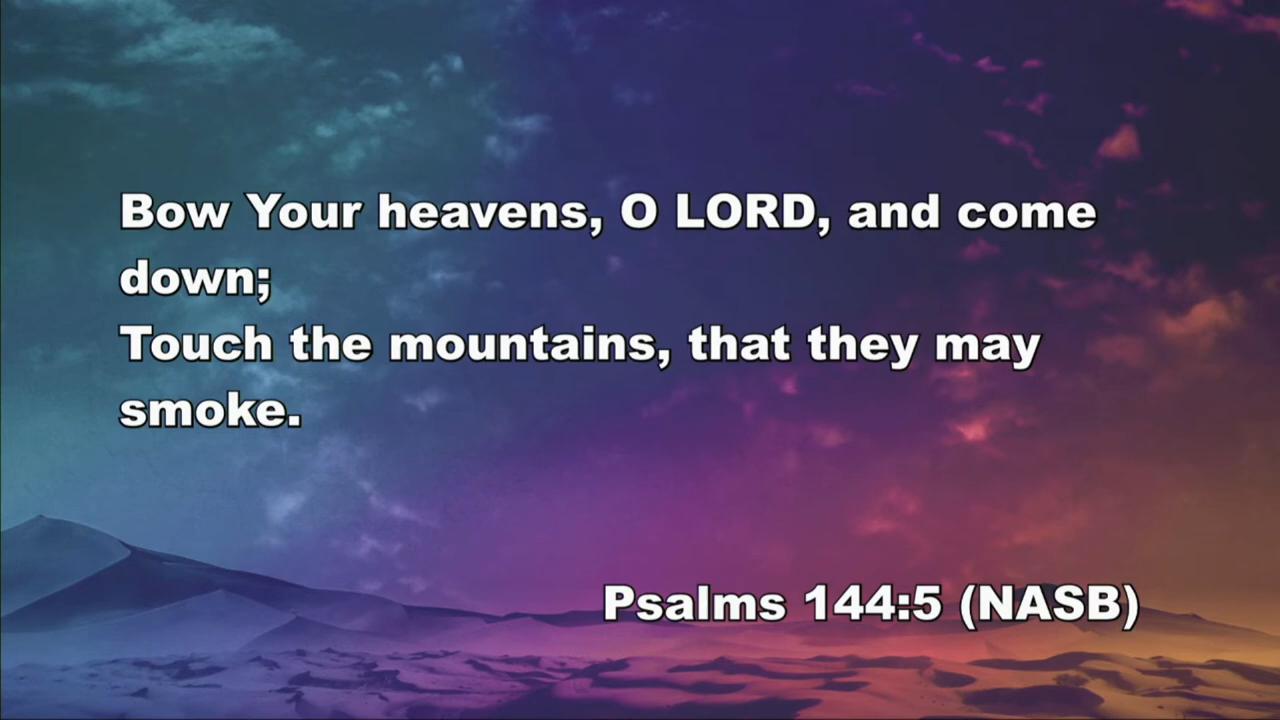 Bow Your heavens, O LORD, and come
down;
Touch the mountains, that they may
smoke.
Psalms 144:5 (NASB)